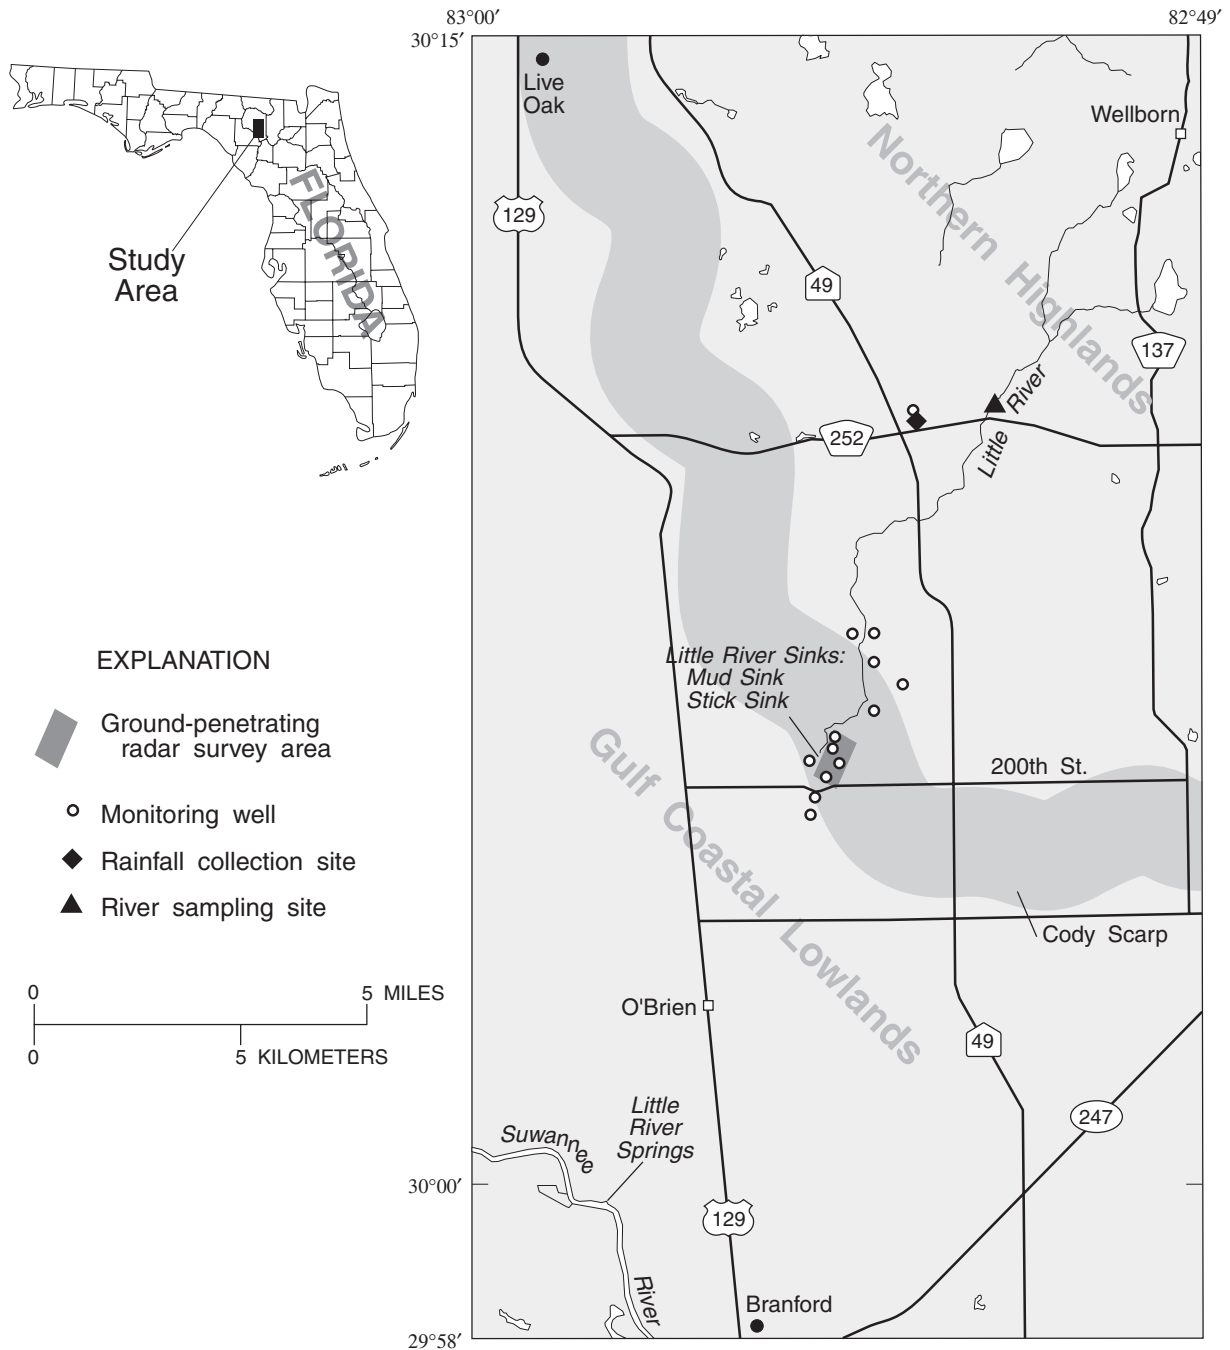 83°00′
82°49′
30°15′
Live
Oak
Wellborn
Northern Highlands
129
FLORIDA
Study
Area
49
137
River
252
Little
EXPLANATION
Ground-penetrating
radar survey area
Monitoring well
Rainfall collection site
River sampling site
Little River Sinks:
Mud Sink
Stick Sink
Gulf Coastal Lowlands
200th St.
Cody Scarp
0 5 MILES
0 5 KILOMETERS
O'Brien
49
247
Little
River
Springs
Suwannee
30°00′
129
River
Branford
29°58′